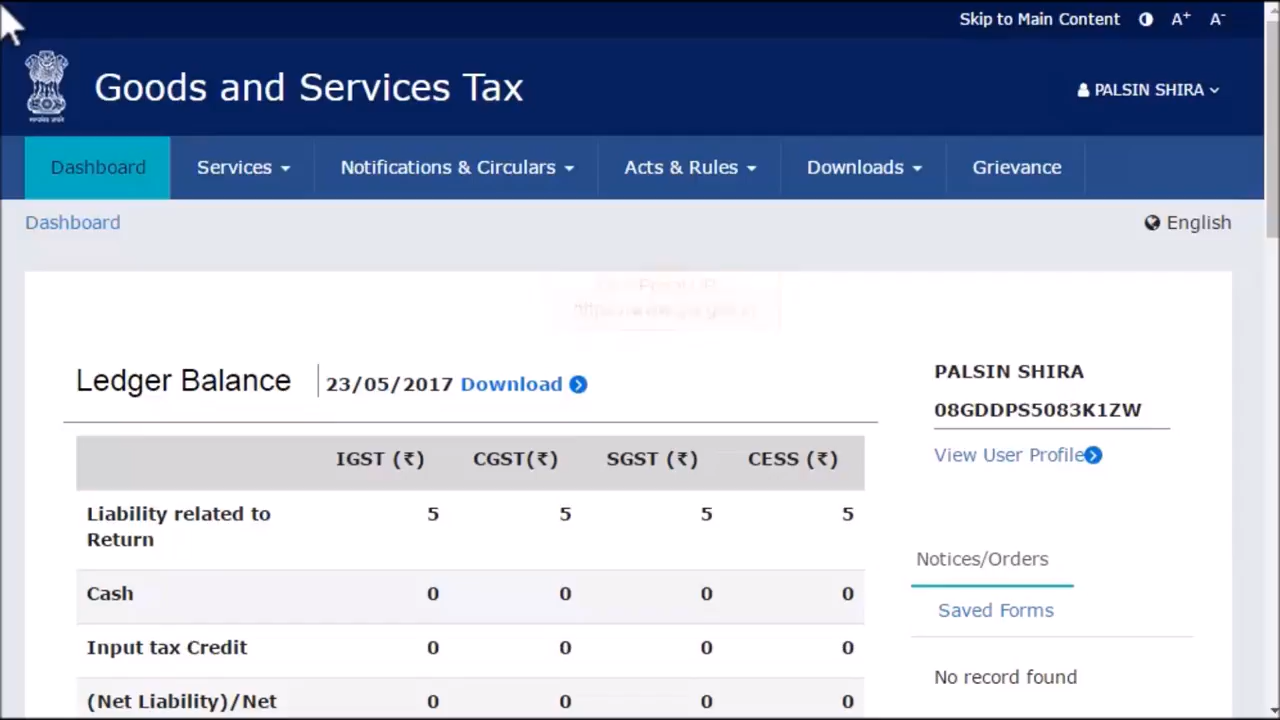 Skip to Main Content A+ A-
Goods and Services Tax
PALSIN SHIRA
Dashboard Services Notifications & Circulars Acts & Rules Downloads Grievance
Dashboard
English
Ledger Balance 23/05/2017 Download
IGST (₹) CGST(₹) SGST (₹) CESS (₹)
Liability related to 5 5 5 5
Return
Cash 0 0 0 0
Input tax Credit 0 0 0 0
(Net Liability)/Net 0 0 0 0
PALSIN SHIRA
08GDDPS5083K1ZW
View User Profile
Notices/Orders
Saved Forms
No record found